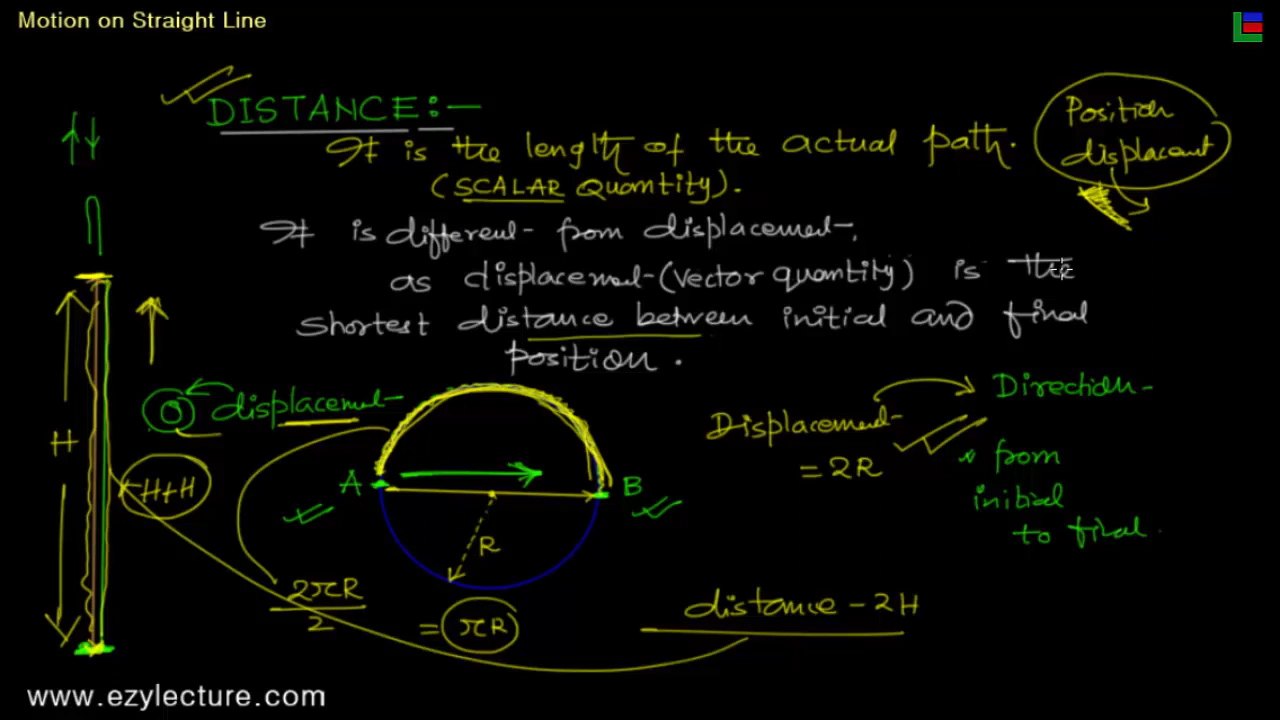 Motion on Straight Line
DISTANCE :-
It is the length of the actual path.
(SCALAR Quantity).
Position
displacement
It is different from displacement,
as displacement (vector quantity) is the
shortest distance between initial and final
position.
O displacement
H
H+H
A
B
R
2πR
2
= πR
Displacement
= 2R
Direction
from
initial
to final
distance - 2H
www.ezylecture.com